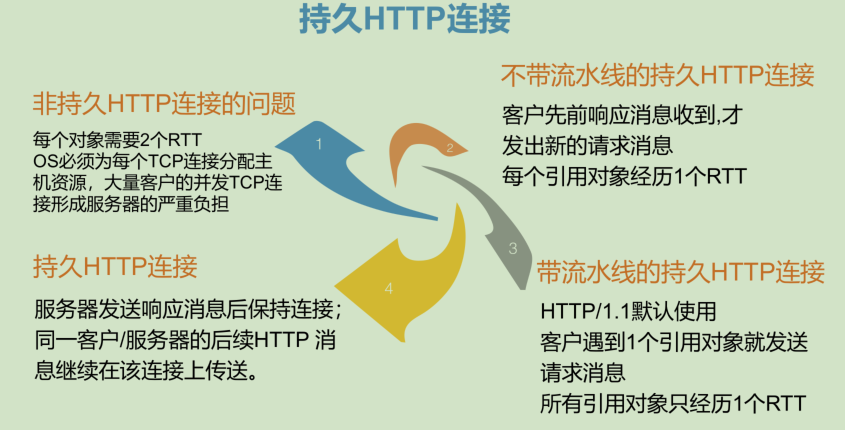 持久HTTP连接
非持久HTTP连接的问题
每个对象需要2个RTT
OS必须为每个TCP连接分配主
机资源，大量客户的并发TCP连
接形成服务器的严重负担
1
2
不带流水线的持久HTTP连接
客户先前响应消息收到,才
发出新的请求消息
每个引用对象经历1个RTT
持久HTTP连接
服务器发送响应消息后保持连接；
同一客户/服务器的后续HTTP 消
息继续在该连接上传送。
4
3
带流水线的持久HTTP连接
HTTP/1.1默认使用
客户遇到1个引用对象就发送
请求消息
所有引用对象只经历1个RTT